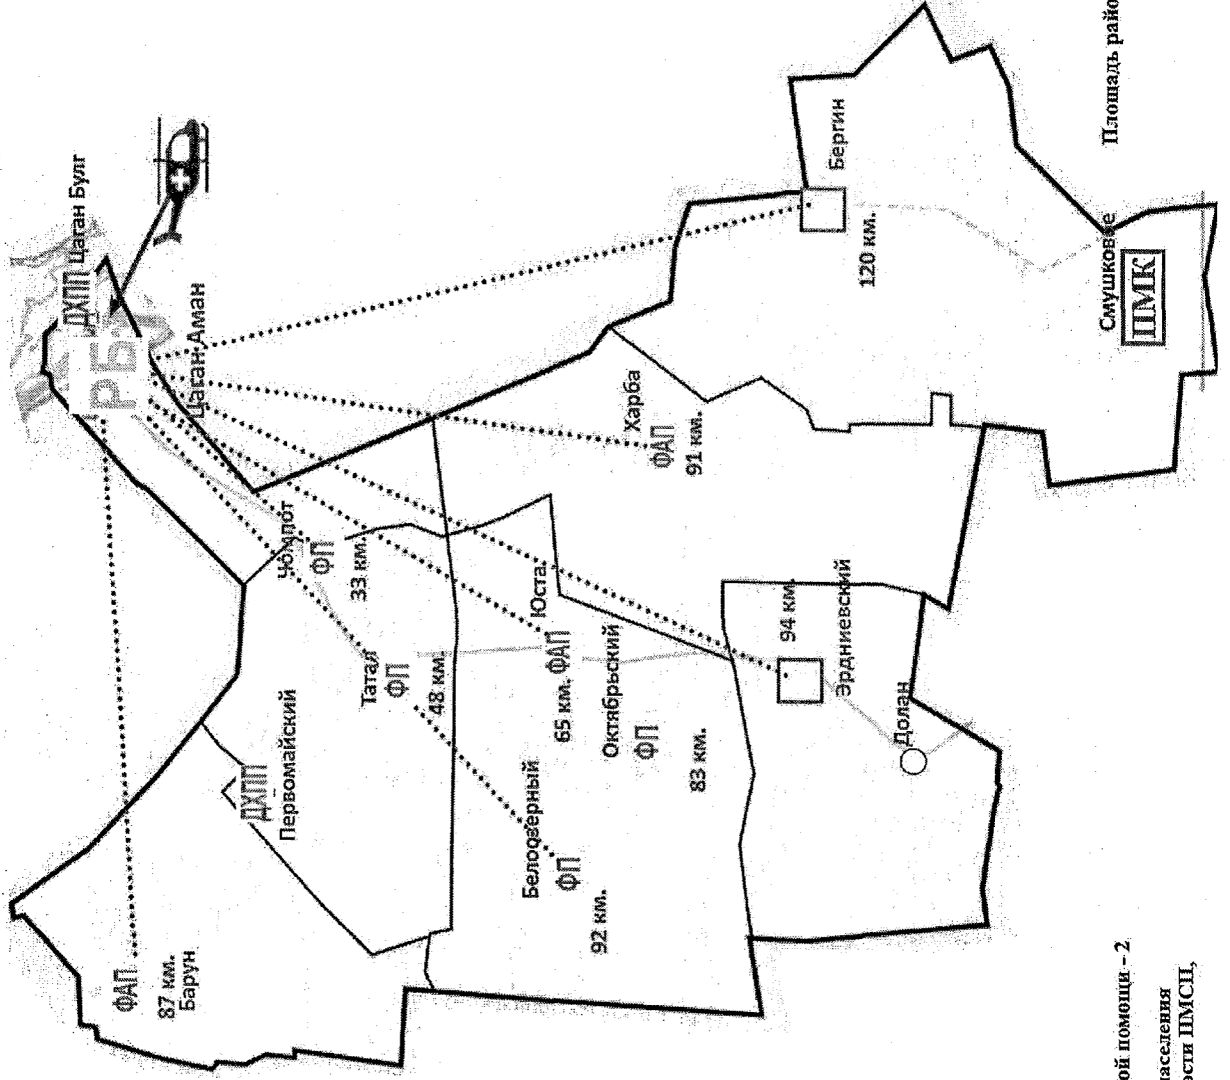 ДХПП Цаган Булг
РБ
ФАП
87 км.
Барун
Цаган Аман
ДХПП
Первомайский
Чомпот
ФП
33 км.
Татал
ФП
48 км.
Белоозерный
ФП
92 км.
Юста
ФАП
65 км.
Октябрьский
ФП
83 км.
Харба
ФАП
91 км.
94 км.
Эрдниевский
Долан
Бергин
120 км.
Смушковое
ПМК
Площадь райо
ой помощи – 2
аселения
ости ПМСП,